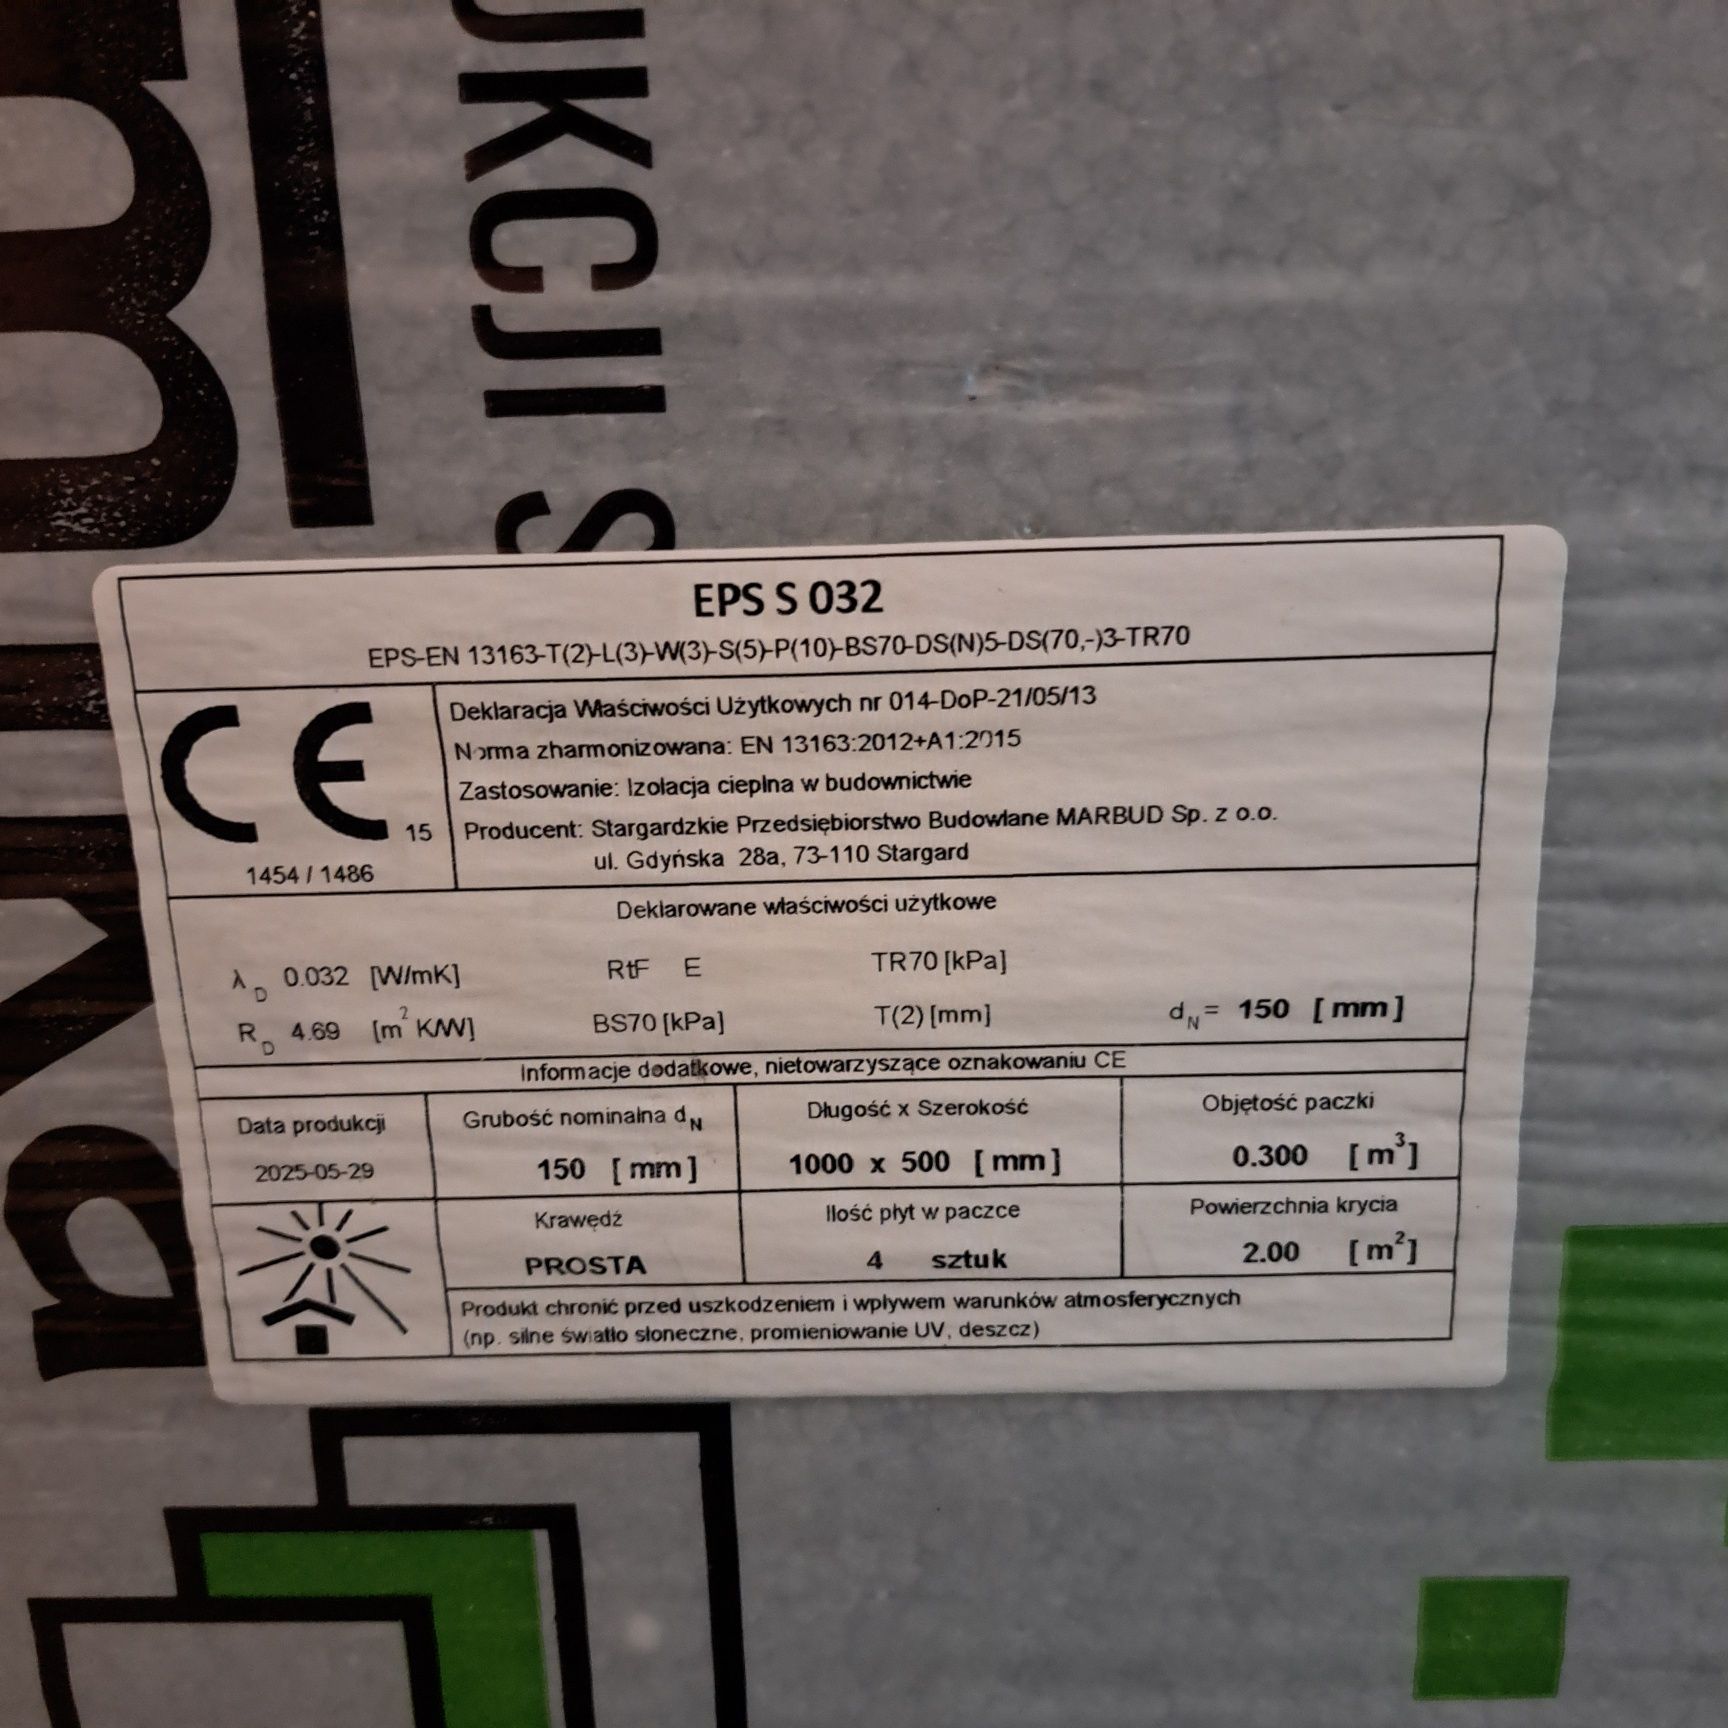 UKCJI S
EPS S 032
EPS-EN 13163-T(2)-L(3)-W(3)-S(5)-P(10)-BS70-DS(N)5-DS(70,-)3-TR70
CE 15
1454 / 1486
Deklaracja Właściwości Użytkowych nr 014-DoP-21/05/13
Norma zharmonizowana: EN 13163:2012+A1:2015
Zastosowanie: Izolacja cieplna w budownictwie
Producent: Stargardzkie Przedsiębiorstwo Budowlane MARBUD Sp. z o.o.
ul. Gdyńska 28a, 73-110 Stargard
Deklarowane właściwości użytkowe
λD 0.032 [W/mK] RtF E TR70 [kPa]
RD 4.69 [m² K/W] BS70 [kPa] T(2) [mm] dN= 150 [mm]
Informacje dodatkowe, nietowarzyszące oznakowaniu CE
Data produkcji Grubość nominalna dN Długość x Szerokość Objętość paczki
2025-05-29 150 [mm] 1000 x 500 [mm] 0.300 [m³]
Krawędź Ilość płyt w paczce Powierzchnia krycia
PROSTA 4 sztuk 2.00 [m²]
Produkt chronić przed uszkodzeniem i wpływem warunków atmosferycznych
(np. silne światło słoneczne, promieniowanie UV, deszcz)